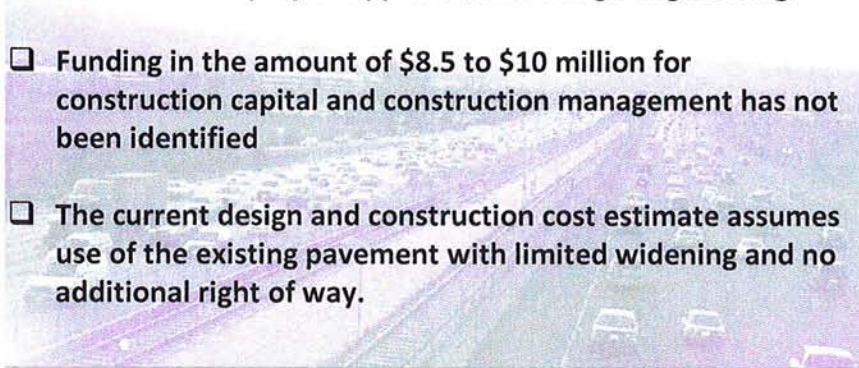 ❑ Funding in the amount of $8.5 to $10 million for
construction capital and construction management has not
been identified
❑ The current design and construction cost estimate assumes
use of the existing pavement with limited widening and no
additional right of way.